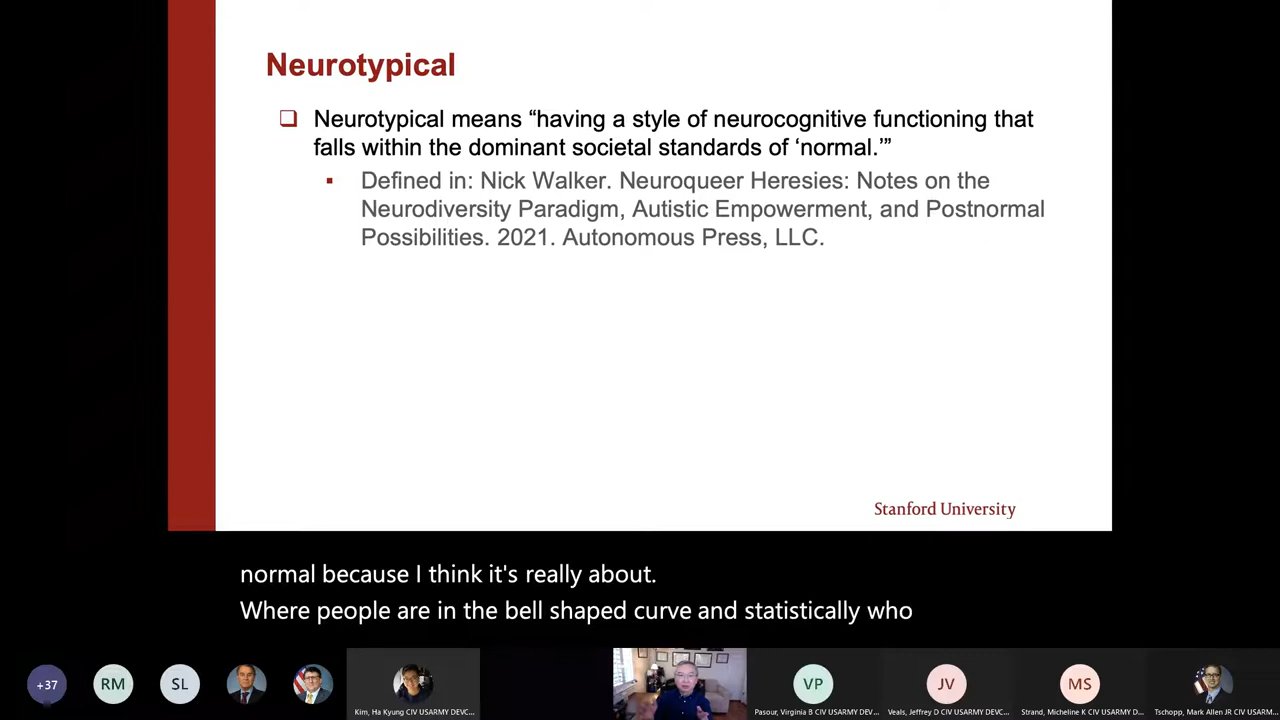 Neurotypical
Neurotypical means “having a style of neurocognitive functioning that
falls within the dominant societal standards of ‘normal.’”
Defined in: Nick Walker. Neuroqueer Heresies: Notes on the
Neurodiversity Paradigm, Autistic Empowerment, and Postnormal
Possibilities. 2021. Autonomous Press, LLC.
Stanford University
normal because I think it's really about.
Where people are in the bell shaped curve and statistically who
+37
RM
SL
VP
JV
MS
Kim, Ha Kyung CIV USARMY DEVC...
Pasour, Virginia B CIV USARMY DEV...
Veals, Jeffrey D CIV USARMY DEVC...
Strand, Micheline K CIV USARMY D...
Tschopp, Mark Allen JR CIV USARM...